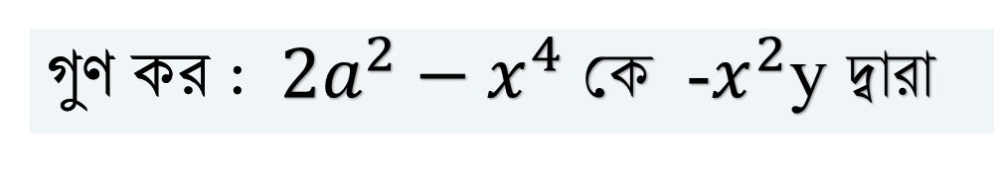 গুণ কর : 2a² − x⁴ কে -x²y দ্বারা